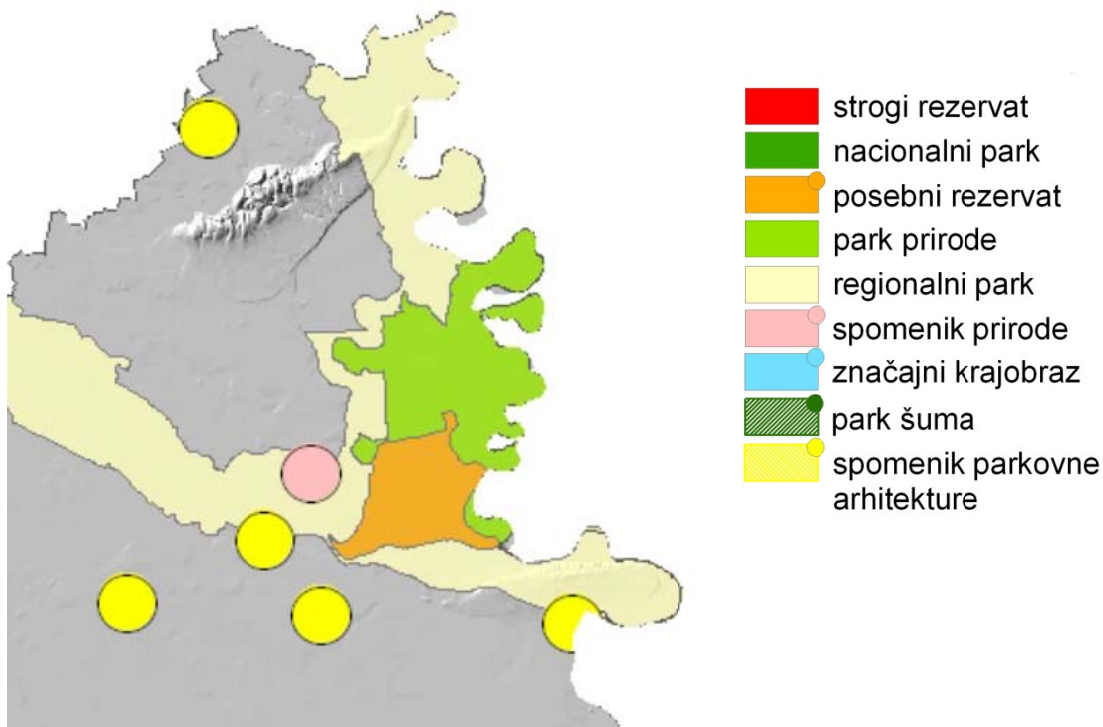 strogi rezervat
nacionalni park
posebni rezervat
park prirode
regionalni park
spomenik prirode
značajni krajobraz
park šuma
spomenik parkovne
arhitekture